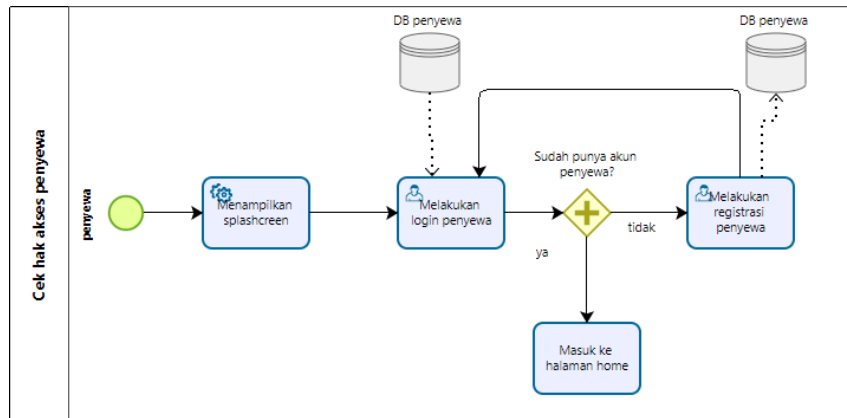 Cek hak akses penyewa
penyewa
DB penyewa
DB penyewa
Menampilkan
splashcreen
Melakukan
login penyewa
Sudah punya akun
penyewa?
tidak
ya
Melakukan
registrasi
penyewa
Masuk ke
halaman home